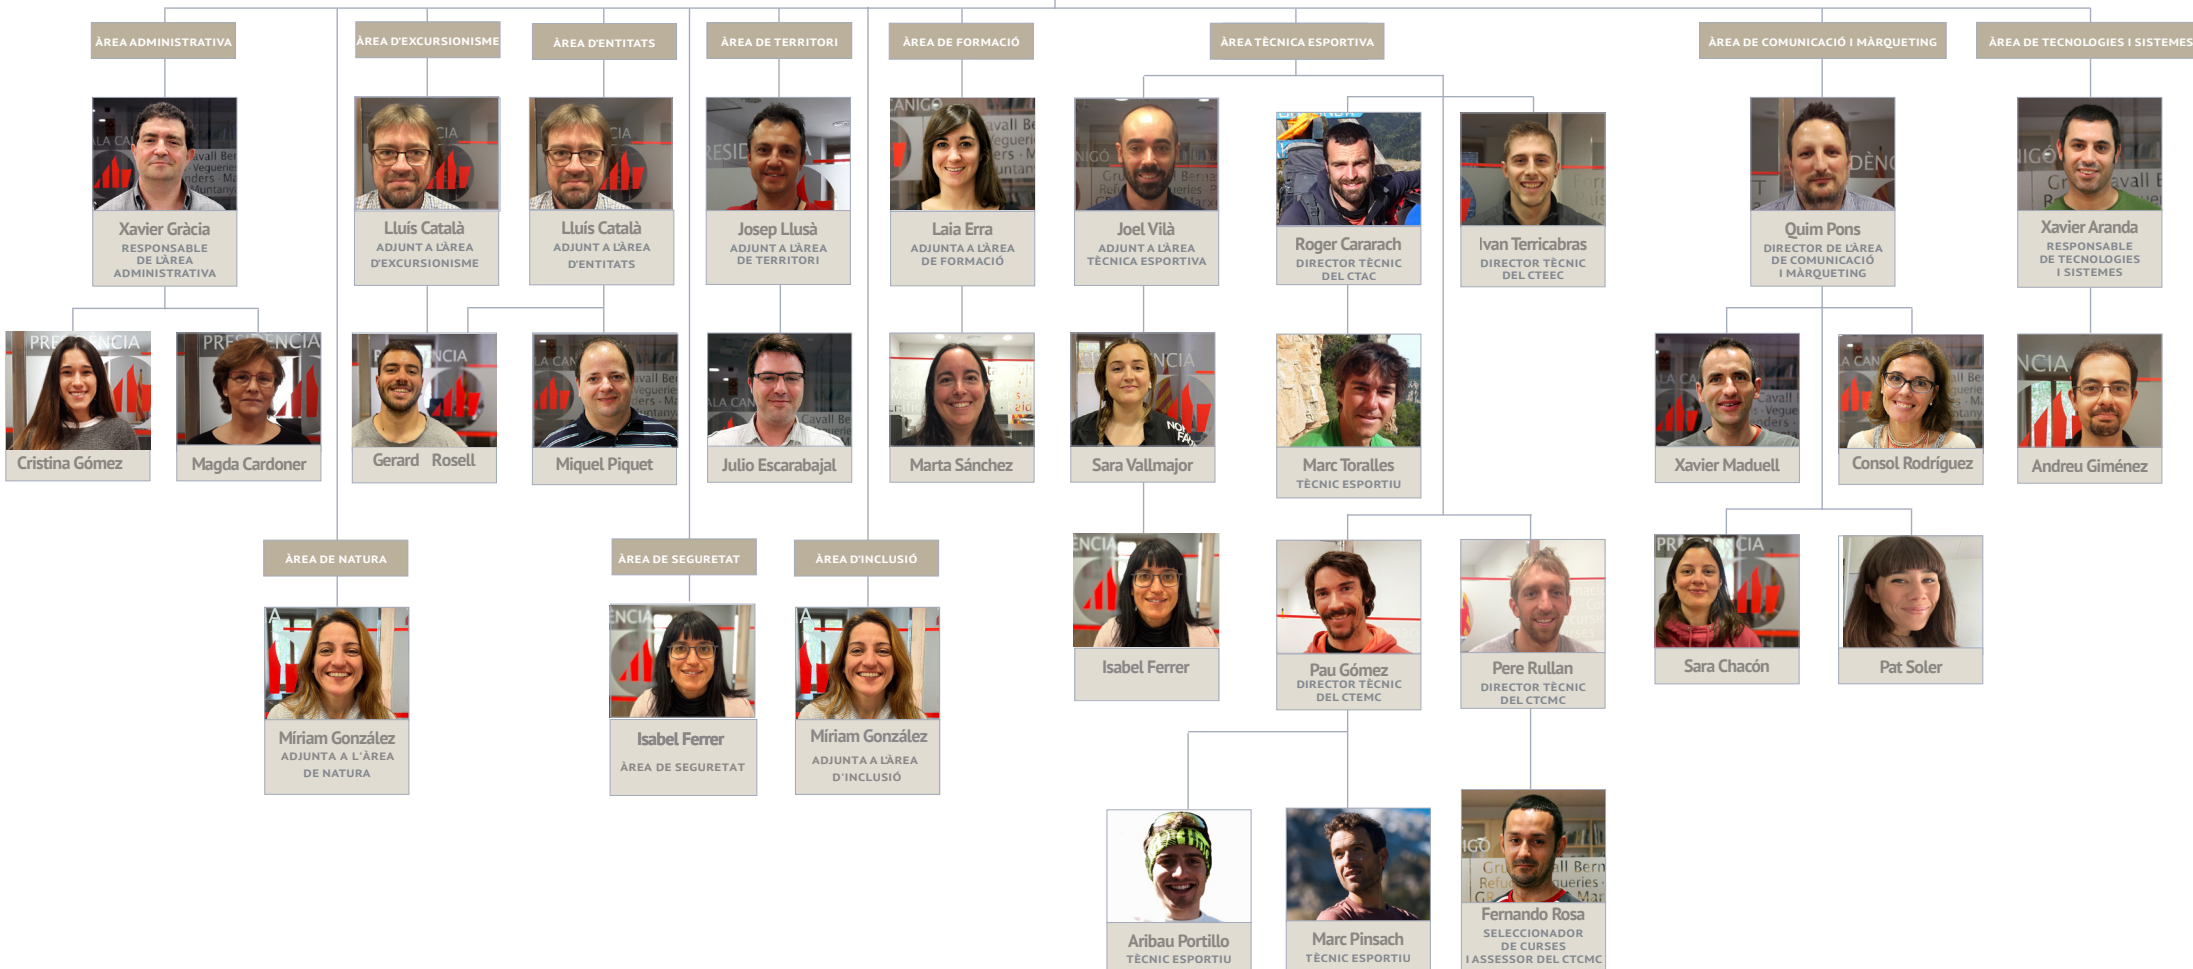 ÀREA ADMINISTRATIVA
ÀREA D'EXCURSIONISME
ÀREA D'ENTITATS
ÀREA DE TERRITORI
ÀREA DE FORMACIÓ
ÀREA TÈCNICA ESPORTIVA
ÀREA DE COMUNICACIÓ I MÀRQUETING
ÀREA DE TECNOLOGIES I SISTEMES
Xavier Gràcia
RESPONSABLE
DE L'ÀREA
ADMINISTRATIVA
Lluís Català
ADJUNT A L'ÀREA
D'EXCURSIONISME
Lluís Català
ADJUNT A L'ÀREA
D'ENTITATS
Josep Llusà
ADJUNT A L'ÀREA
DE TERRITORI
Laia Erra
ADJUNTA A L'ÀREA
DE FORMACIÓ
Joel Vilà
ADJUNT A L'ÀREA
TÈCNICA ESPORTIVA
Roger Cararach
DIRECTOR TÈCNIC
DEL CTAC
Ivan Terricabras
DIRECTOR TÈCNIC
DEL CTEEC
Quim Pons
DIRECTOR DE L'ÀREA
DE COMUNICACIÓ
I MÀRQUETING
Xavier Aranda
RESPONSABLE
DE TECNOLOGIES
I SISTEMES
Cristina Gómez
Magda Cardoner
Gerard Rosell
Miquel Piquet
Julio Escarabajal
Marta Sánchez
Sara Vallmajor
Marc Toralles
TÈCNIC ESPORTIU
Xavier Maduell
Consol Rodríguez
Andreu Giménez
ÀREA DE NATURA
ÀREA DE SEGURETAT
ÀREA D'INCLUSIÓ
Míriam González
ADJUNTA A L'ÀREA
DE NATURA
Isabel Ferrer
ÀREA DE SEGURETAT
Míriam González
ADJUNTA A L'ÀREA
D'INCLUSIÓ
Isabel Ferrer
Pau Gómez
DIRECTOR TÈCNIC
DEL CTEMC
Pere Rullan
DIRECTOR TÈCNIC
DEL CTCMC
Sara Chacón
Pat Soler
Aribau Portillo
TÈCNIC ESPORTIU
Marc Pinsach
TÈCNIC ESPORTIU
Fernando Rosa
SELECCIONADOR
DE CURSES
I ASSESSOR DEL CTCMC